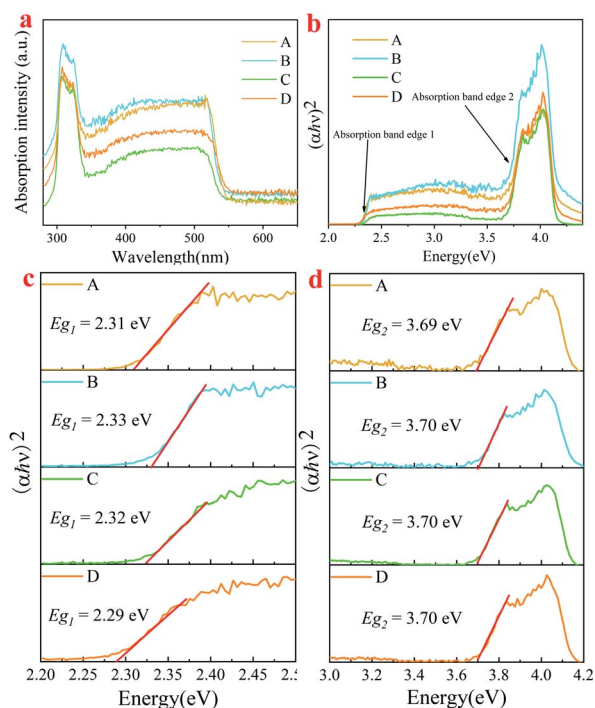 a
Absorption intensity (a.u.)
A
B
C
D
300 400 500 600
Wavelength(nm)
b
(αhν)2
A
B
C
D
Absorption band edge 2
Absorption band edge 1
2.0 2.5 3.0 3.5 4.0
Energy(eV)
c
(αhν)2
A
Eg1 = 2.31 eV
B
Eg1 = 2.33 eV
C
Eg1 = 2.32 eV
D
Eg1 = 2.29 eV
2.20 2.25 2.30 2.35 2.40 2.45 2.5
Energy(eV)
d
(αhν)2
A
Eg2 = 3.69 eV
B
Eg2 = 3.70 eV
C
Eg2 = 3.70 eV
D
Eg2 = 3.70 eV
3.0 3.2 3.4 3.6 3.8 4.0 4.2
Energy(eV)